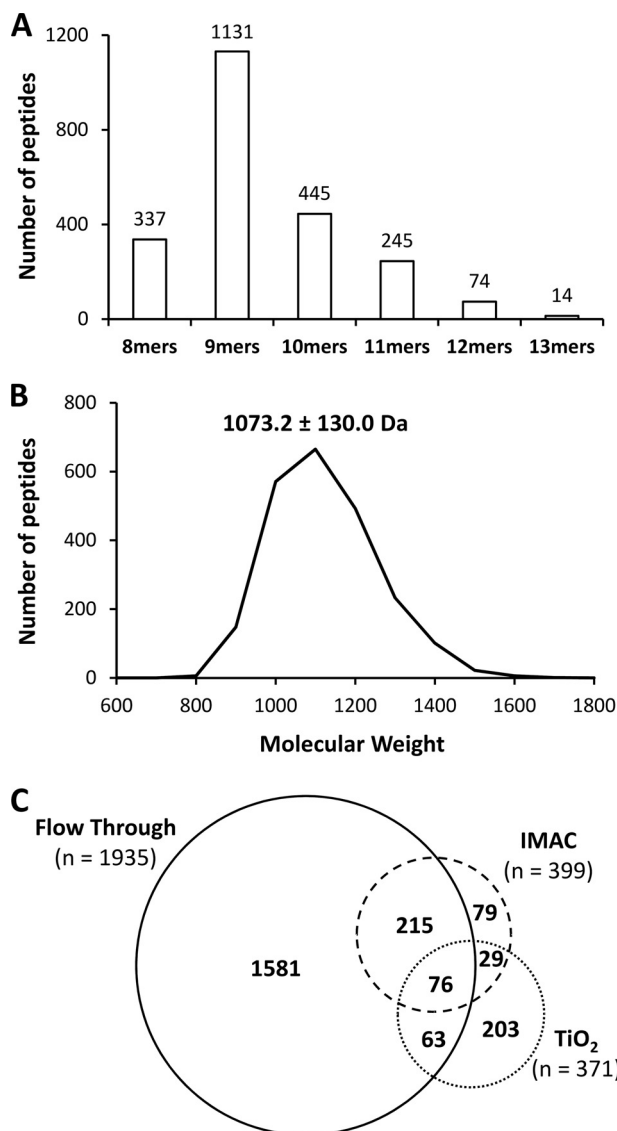 A
Number of peptides
1200
800
400
0
337
1131
445
245
74
14
8mers 9mers 10mers 11mers 12mers 13mers
B
Number of peptides
800
600
400
200
0
1073.2 ± 130.0 Da
600 800 1000 1200 1400 1600 1800
Molecular Weight
C
Flow Through
(n = 1935)
IMAC
(n = 399)
215
79
29
1581
76
63
203
TiO₂
(n = 371)